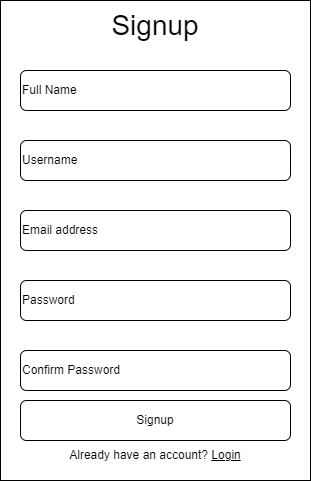 Signup
Full Name
Username
Email address
Password
Confirm Password
Signup
Already have an account? Login